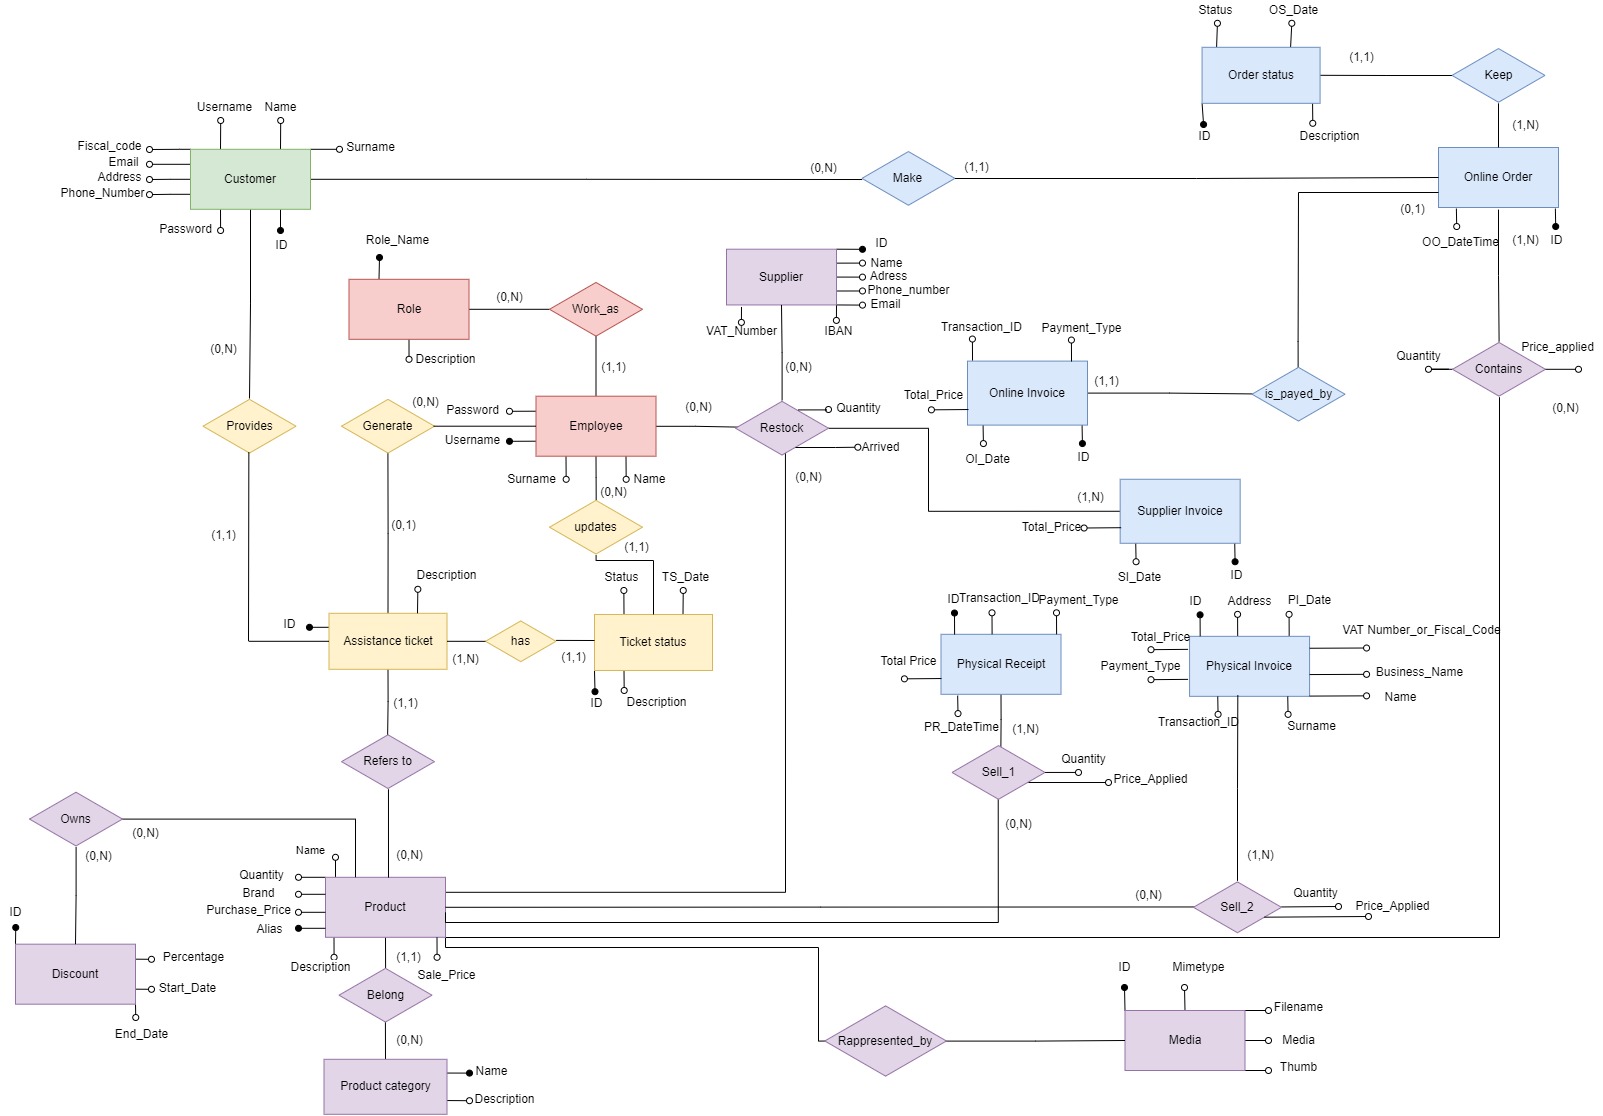 Status
OS_Date
Order status
(1,1)
Keep
ID
Description
(1,N)
Username
Name
Fiscal_code
Surname
Email
Address
Phone_Number
Customer
Password
ID
(0,N)
Make
(1,1)
Online Order
(0,1)
OO_DateTime
(1,N)
ID
Role_Name
Role
(0,N)
Work_as
Description
(1,1)
Supplier
ID
Name
Adress
Phone_number
Email
VAT_Number
IBAN
(0,N)
(0,N)
Transaction_ID
Payment_Type
Total_Price
Online Invoice
(1,1)
is_payed_by
OI_Date
ID
Quantity
Price_applied
Contains
(0,N)
Provides
(0,N)
Generate
Password
Username
Employee
(0,N)
Surname
Name
(0,N)
Restock
Quantity
Arrived
(0,N)
(1,N)
Supplier Invoice
Total_Price
SI_Date
ID
(1,1)
(0,1)
updates
(1,1)
Description
Status
TS_Date
ID
Assistance ticket
(1,N)
has
(1,1)
Ticket status
ID
Description
ID
Transaction_ID
Payment_Type
Total Price
Physical Receipt
PR_DateTime
(1,N)
ID
Address
PI_Date
Total_Price
VAT Number_or_Fiscal_Code
Payment_Type
Physical Invoice
Business_Name
Name
Transaction_ID
Surname
(1,1)
Refers to
Sell_1
Quantity
Price_Applied
(0,N)
Owns
(0,N)
(0,N)
(0,N)
(1,N)
Name
Quantity
Brand
Purchase_Price
Alias
Product
Description
(1,1)
Sale_Price
(0,N)
Sell_2
Quantity
Price_Applied
ID
Discount
Percentage
Start_Date
End_Date
Belong
(0,N)
Product category
Name
Description
Rappresented_by
ID
Mimetype
Media
Filename
Media
Thumb